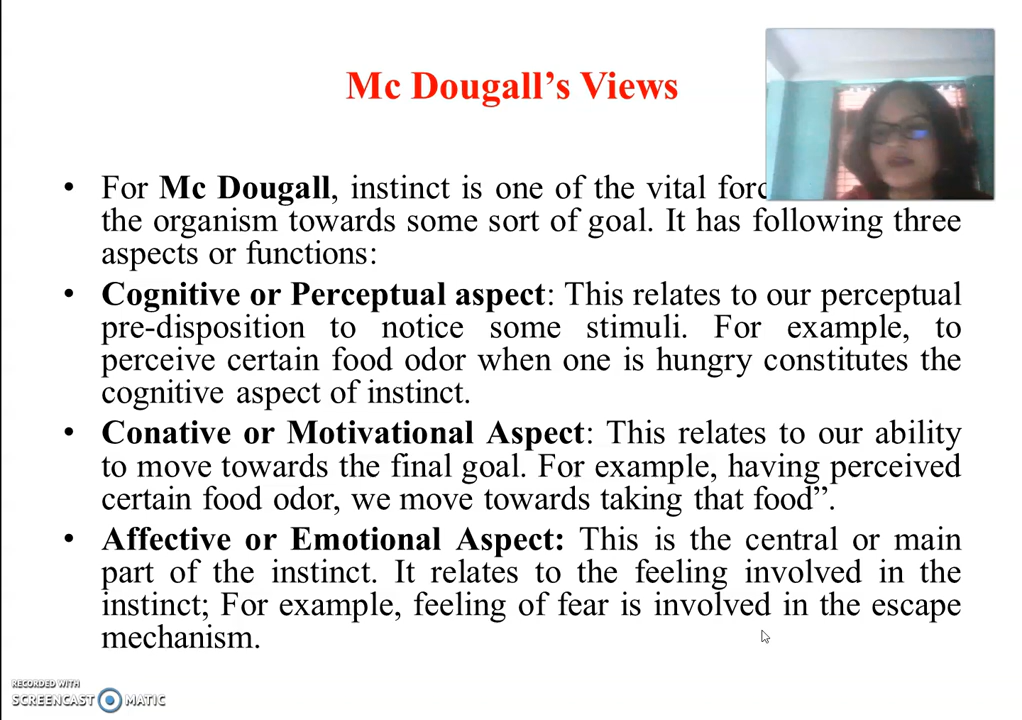 Mc Dougall’s Views
• For Mc Dougall, instinct is one of the vital
the organism towards some sort of goal. It has following three
aspects or functions:
• Cognitive or Perceptual aspect: This relates to our perceptual
pre-disposition to notice some stimuli. For example, to
perceive certain food odor when one is hungry constitutes the
cognitive aspect of instinct.
• Conative or Motivational Aspect: This relates to our ability
to move towards the final goal. For example, having perceived
certain food odor, we move towards taking that food”.
• Affective or Emotional Aspect: This is the central or main
part of the instinct. It relates to the feeling involved in the
instinct; For example, feeling of fear is involved in the escape
mechanism.
RECORDED WITH
SCREENCAST MATIC